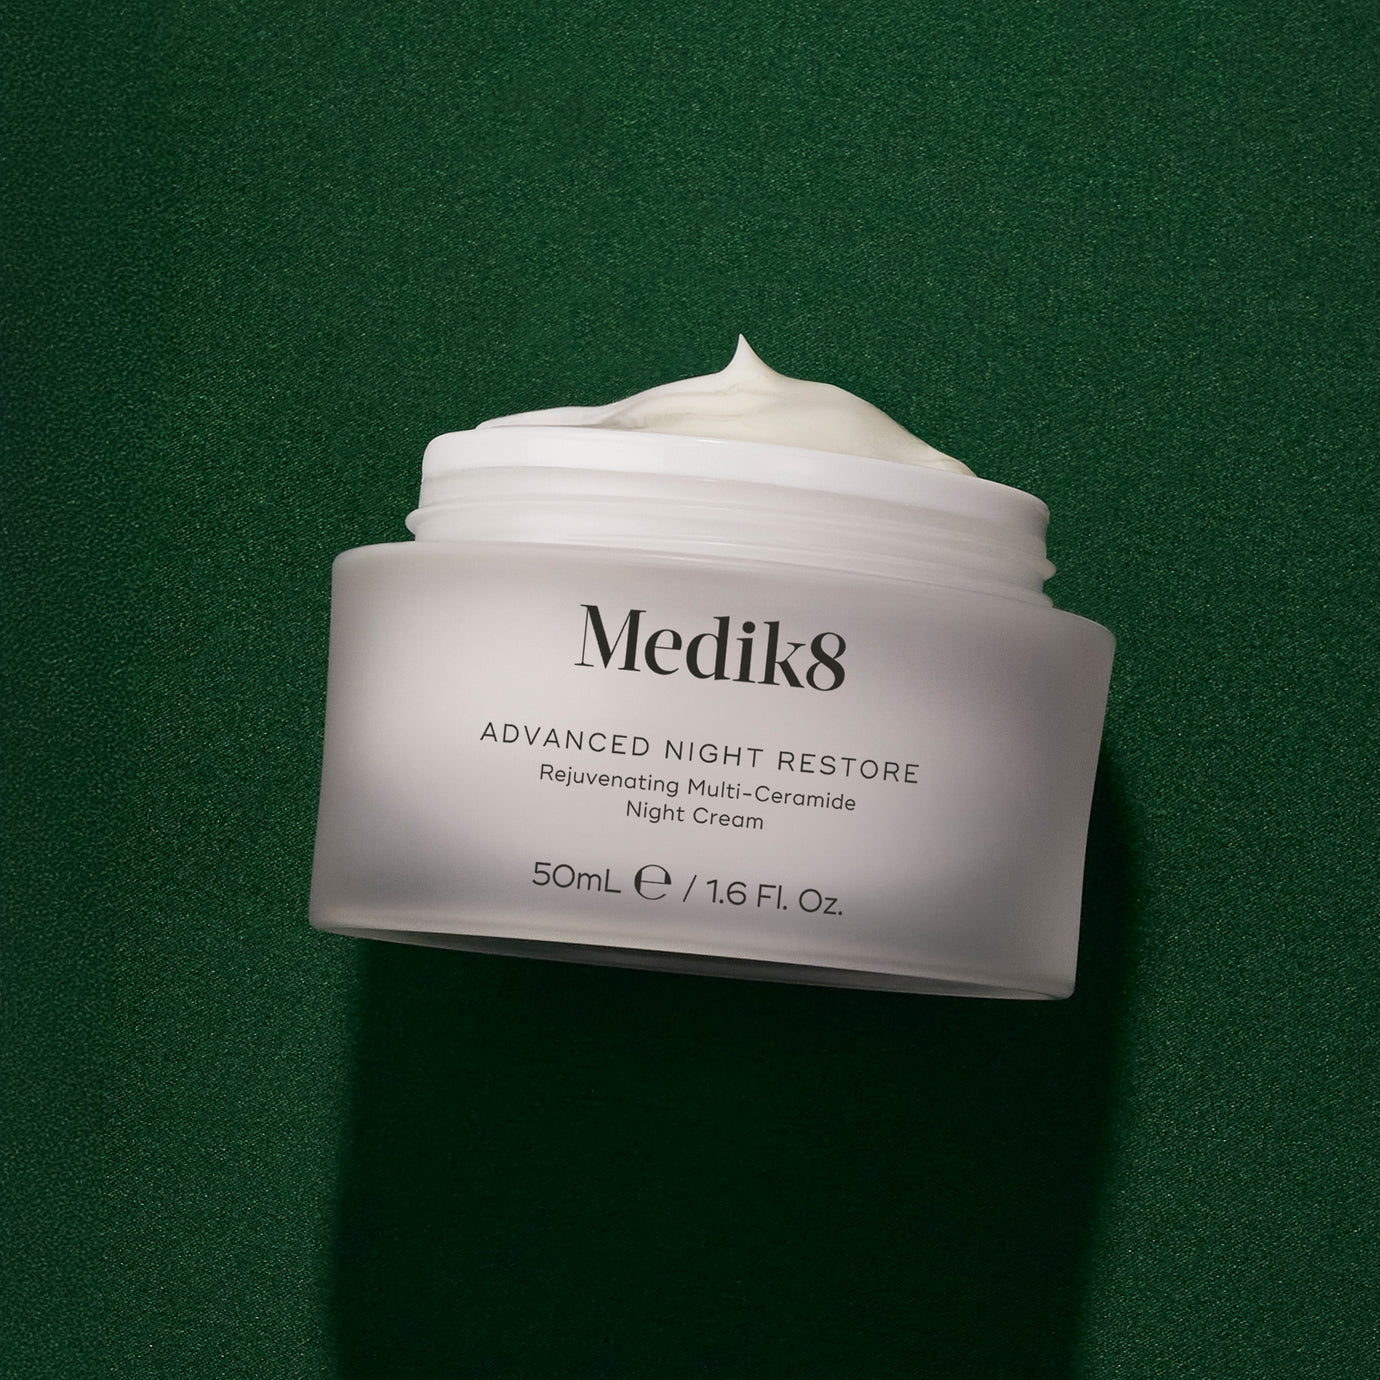 Medik8
ADVANCED NIGHT RESTORE
Rejuvenating Multi-Ceramide
Night Cream
50mL ℮ / 1.6 Fl. Oz.